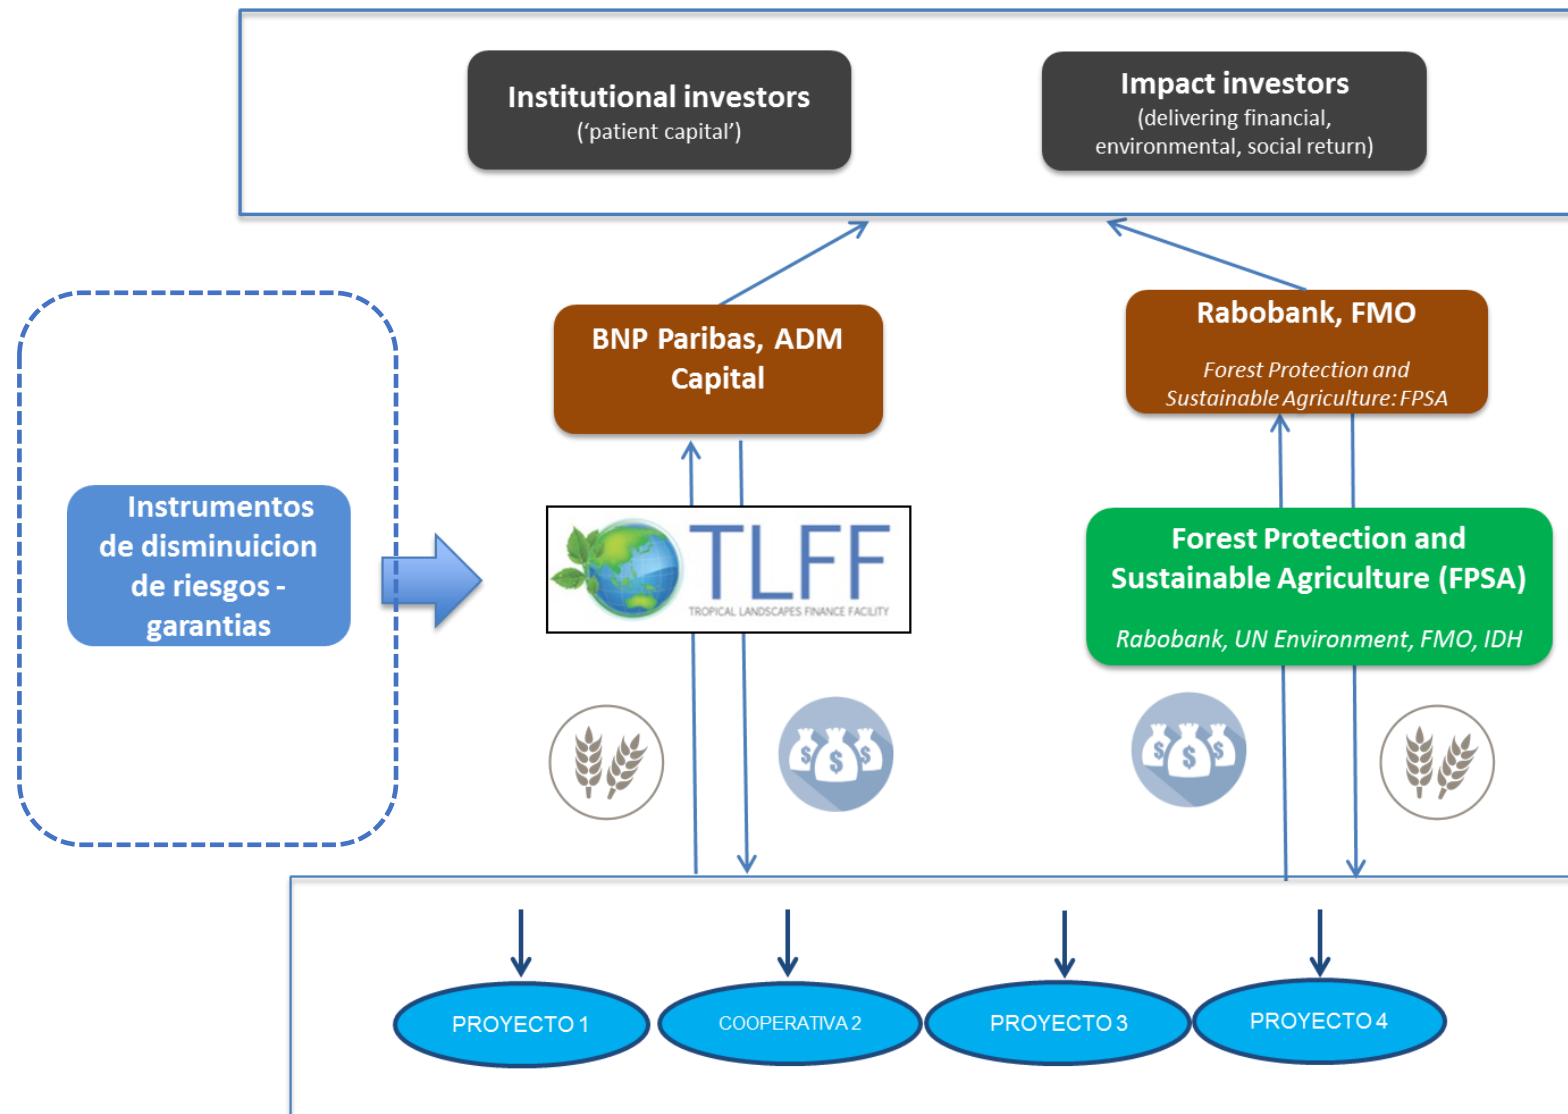 Institutional investors
(‘patient capital’)
Impact investors
(delivering financial,
environmental, social return)
BNP Paribas, ADM
Capital
Rabobank, FMO
Forest Protection and
Sustainable Agriculture: FPSA
Instrumentos
de disminuicion
de riesgos -
garantias
TLFF
TROPICAL LANDSCAPES FINANCE FACILITY
Forest Protection and
Sustainable Agriculture (FPSA)
Rabobank, UN Environment, FMO, IDH
$ $ $
$ $ $
PROYECTO 1
COOPERATIVA 2
PROYECTO 3
PROYECTO 4